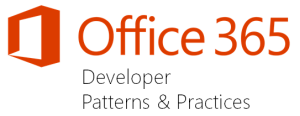 Office 365
Developer
Patterns & Practices